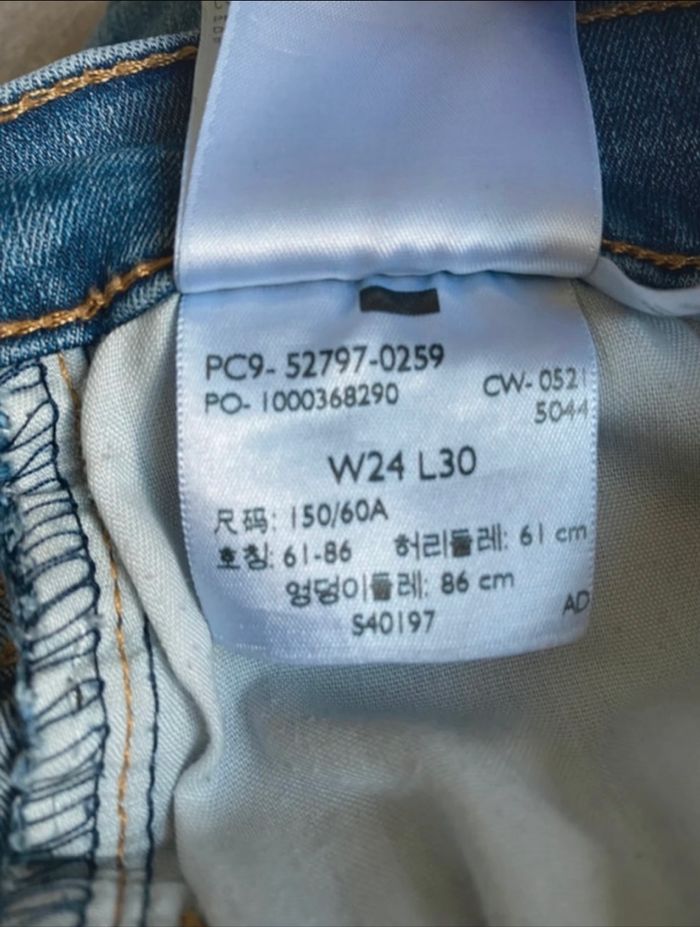 PC9- 52797-0259
PO- 1000368290
CW- 0521
5044
W24 L30
尺码: 150/60A
호칭: 61-86 허리둘레: 61 cm
엉덩이둘레: 86 cm
S40197
AD